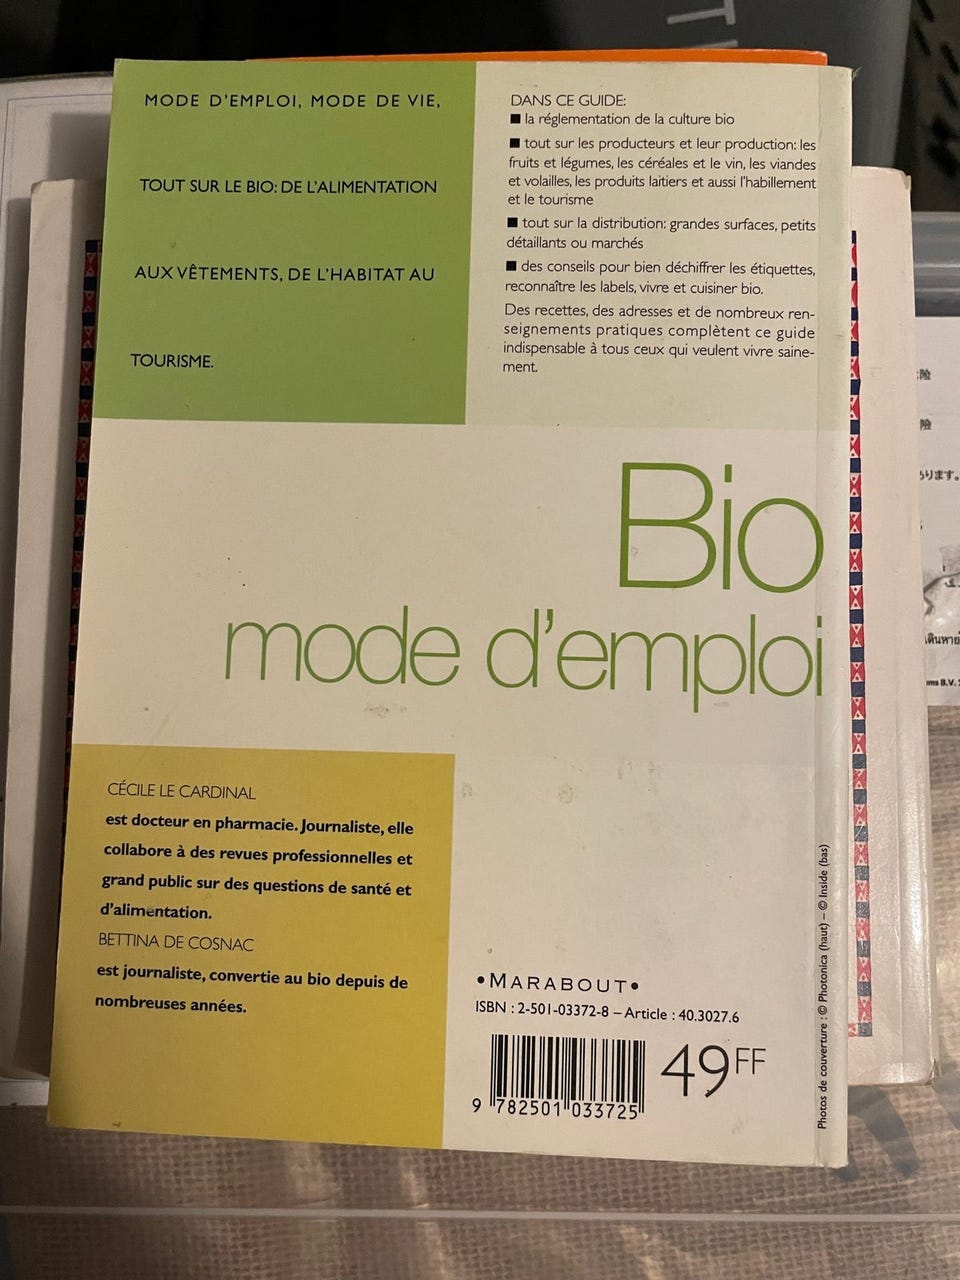 MODE D'EMPLOI, MODE DE VIE,
TOUT SUR LE BIO: DE L'ALIMENTATION
AUX VÊTEMENTS, DE L'HABITAT AU
TOURISME.
DANS CE GUIDE:
■ la réglementation de la culture bio
■ tout sur les producteurs et leur production: les
fruits et légumes, les céréales et le vin, les viandes
et volailles, les produits laitiers et aussi l'habillement
et le tourisme
■ tout sur la distribution: grandes surfaces, petits
détaillants ou marchés
■ des conseils pour bien déchiffrer les étiquettes,
reconnaître les labels, vivre et cuisiner bio.
Des recettes, des adresses et de nombreux ren-
seignements pratiques complètent ce guide
indispensable à tous ceux qui veulent vivre saine-
ment.
Bio
mode d'emploi
CÉCILE LE CARDINAL
est docteur en pharmacie. Journaliste, elle
collabore à des revues professionnelles et
grand public sur des questions de santé et
d'alimentation.
BETTINA DE COSNAC
est journaliste, convertie au bio depuis de
nombreuses années.
•MARABOUT•
ISBN : 2-501-03372-8 – Article : 40.3027.6
49 FF
9 782501 033725
Photos de couverture : © Photonica (haut) – © Inside (bas)
険
險
あります。
B.V.